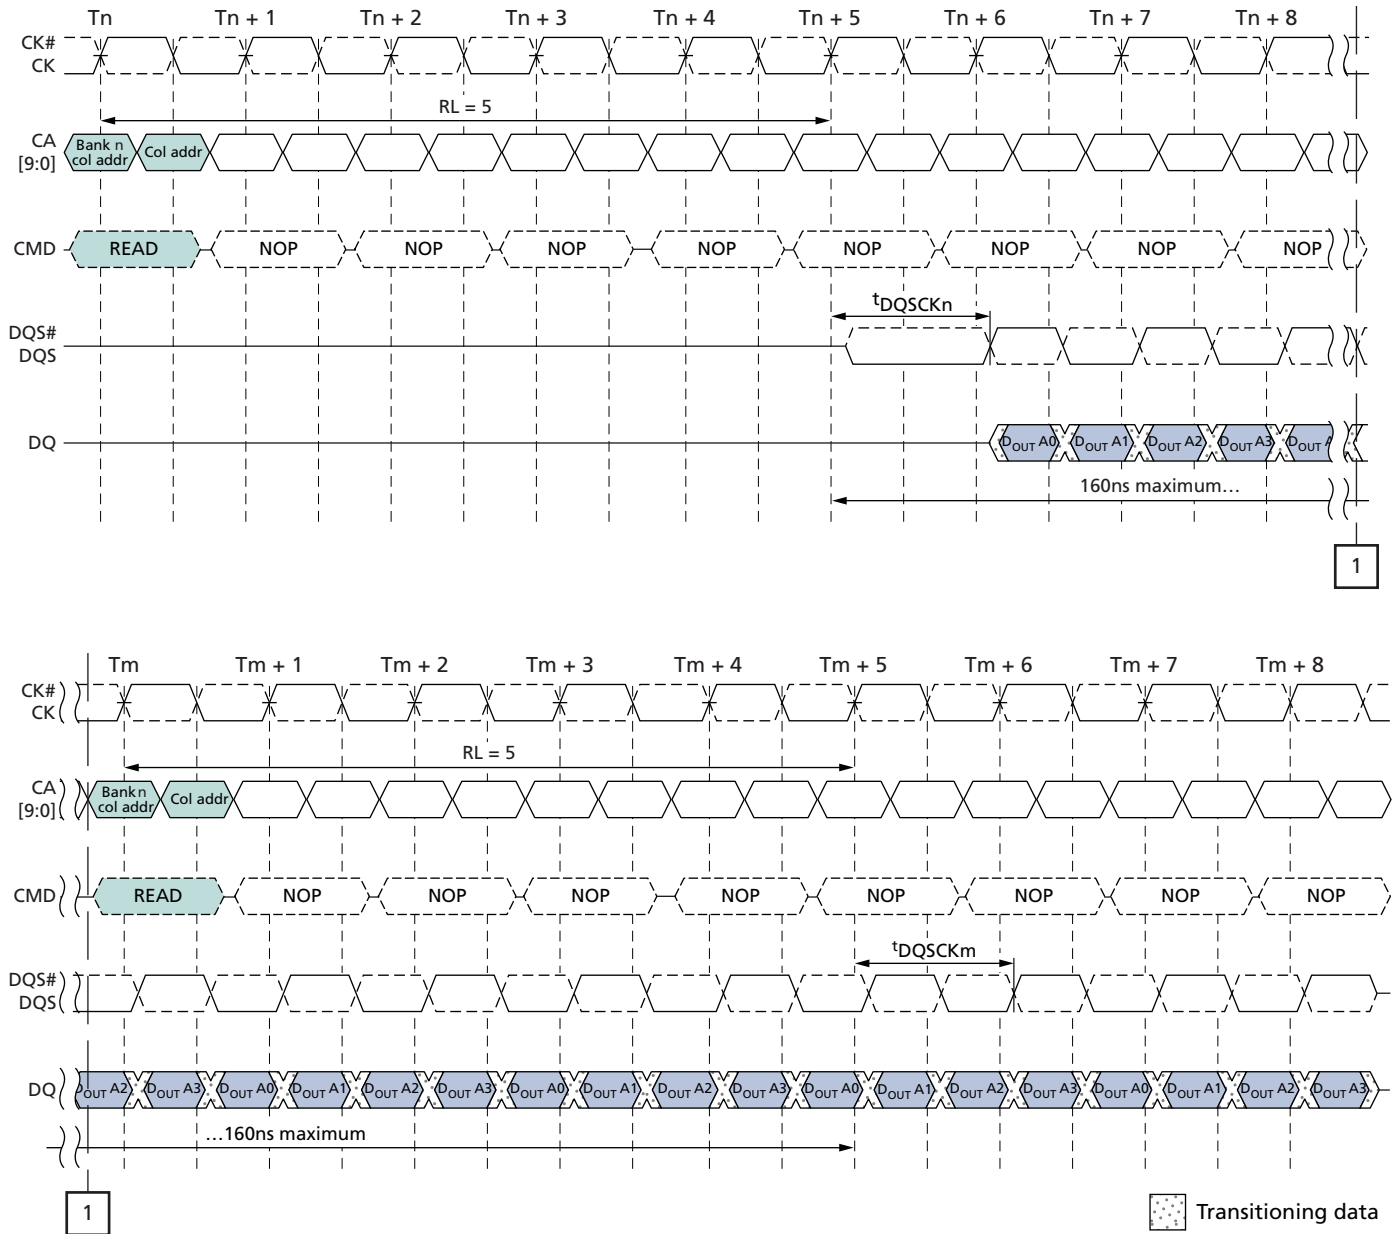 Tn Tn + 1 Tn + 2 Tn + 3 Tn + 4 Tn + 5 Tn + 6 Tn + 7 Tn + 8
CK#
CK
RL = 5
CA
[9:0]
Bank n
col addr
Col addr
CMD READ NOP NOP NOP NOP NOP NOP NOP NOP
tDQSCKn
DQS#
DQS
DQ DOUT A0 DOUT A1 DOUT A2 DOUT A3 DOUT A
160ns maximum…
1
Tm Tm + 1 Tm + 2 Tm + 3 Tm + 4 Tm + 5 Tm + 6 Tm + 7 Tm + 8
CK#
CK
RL = 5
CA
[9:0]
Bank n
col addr
Col addr
CMD READ NOP NOP NOP NOP NOP NOP NOP NOP
tDQSCKm
DQS#
DQS
DQ DOUT A2 DOUT A3 DOUT A0 DOUT A1 DOUT A2 DOUT A3 DOUT A0 DOUT A1 DOUT A2 DOUT A3 DOUT A0 DOUT A1 DOUT A2 DOUT A3 DOUT A0 DOUT A1 DOUT A2 DOUT A3
…160ns maximum
1
Transitioning data